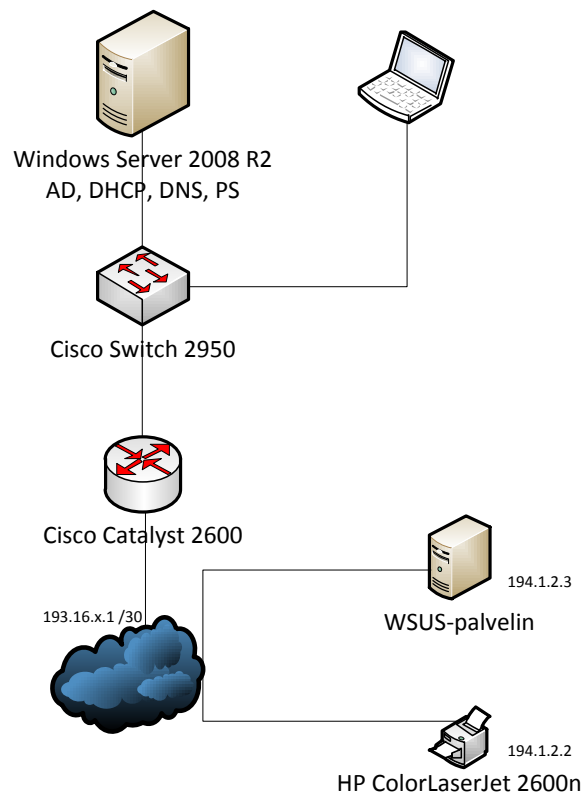 Windows Server 2008 R2
AD, DHCP, DNS, PS
Cisco Switch 2950
Cisco Catalyst 2600
193.16.x.1 /30
194.1.2.3
WSUS-palvelin
194.1.2.2
HP ColorLaserJet 2600n